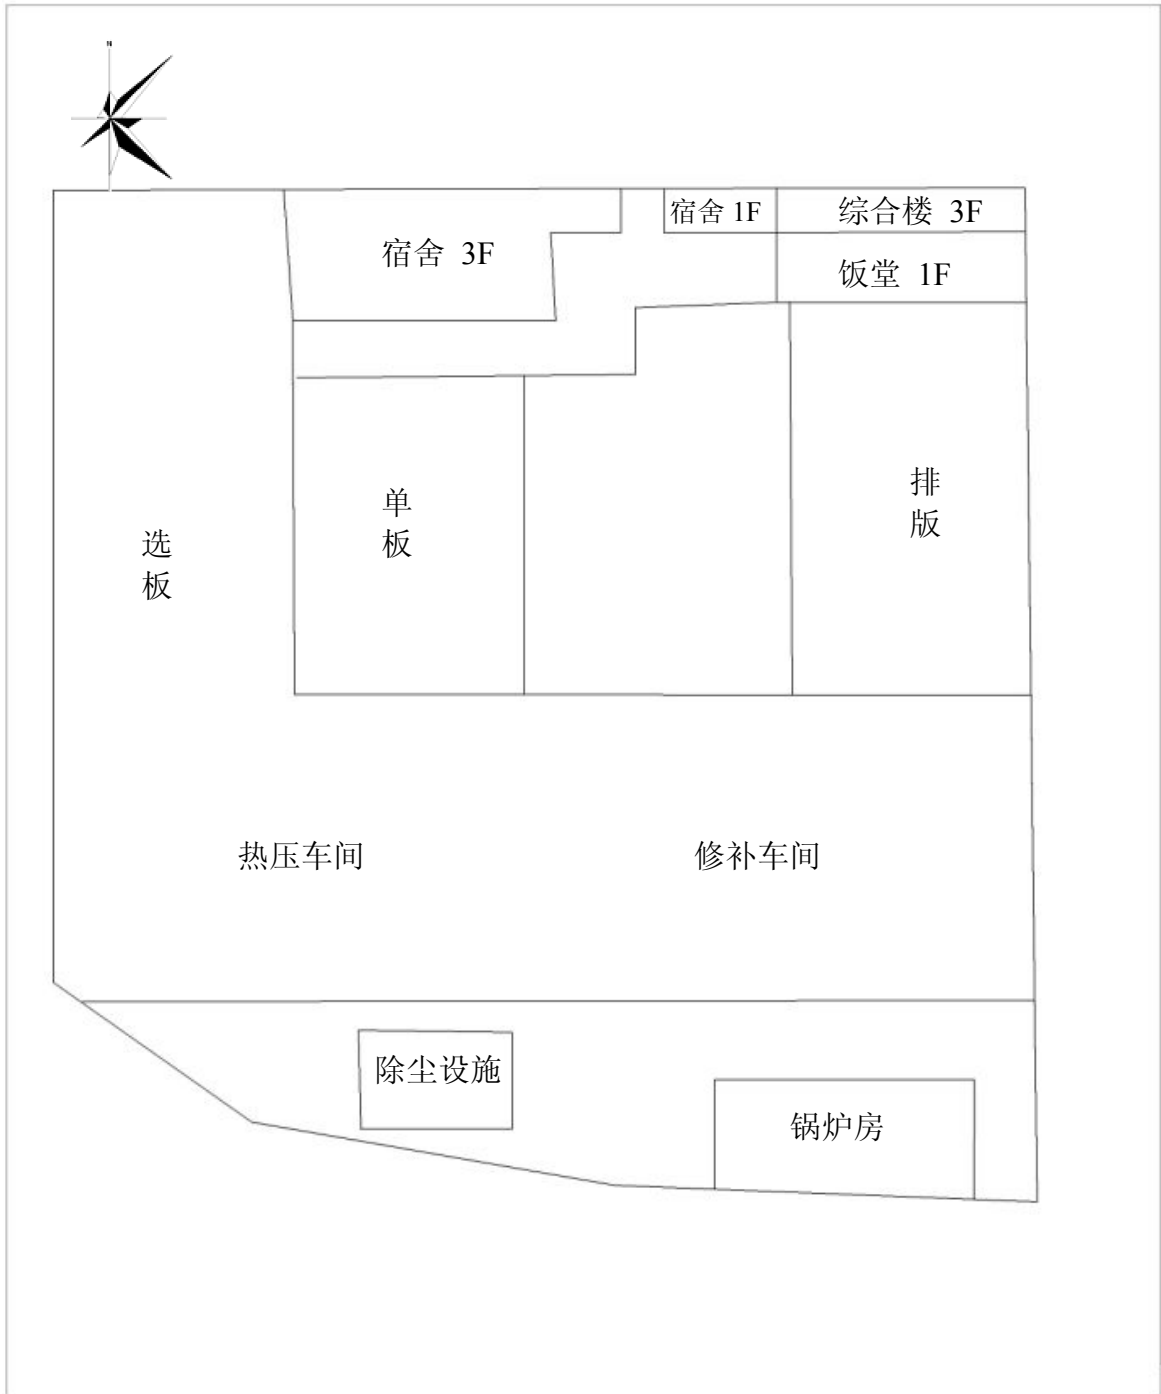 N
宿舍 1F
综合楼 3F
宿舍 3F
饭堂 1F
排
版
单
板
选
板
热压车间
修补车间
除尘设施
锅炉房